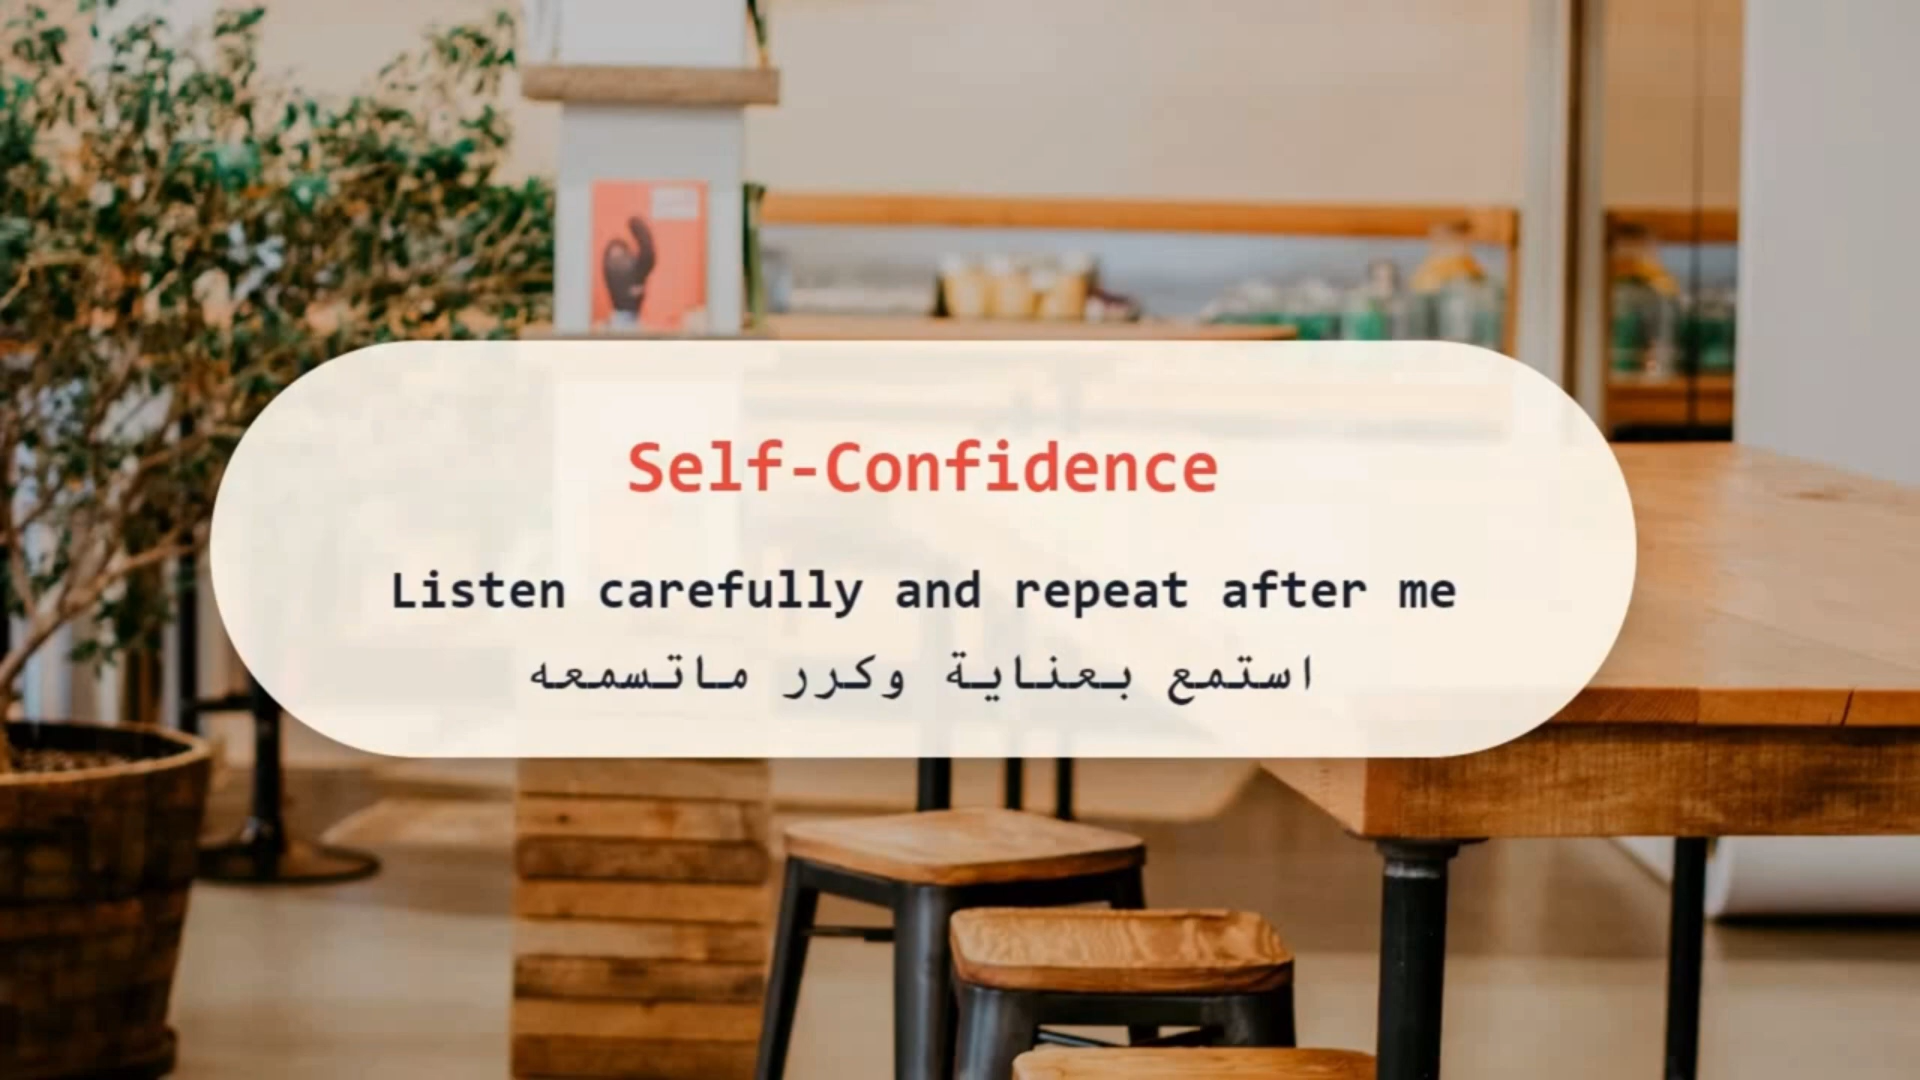 Self-Confidence
Listen carefully and repeat after me
استمع بعناية وكرر ماتسمعه